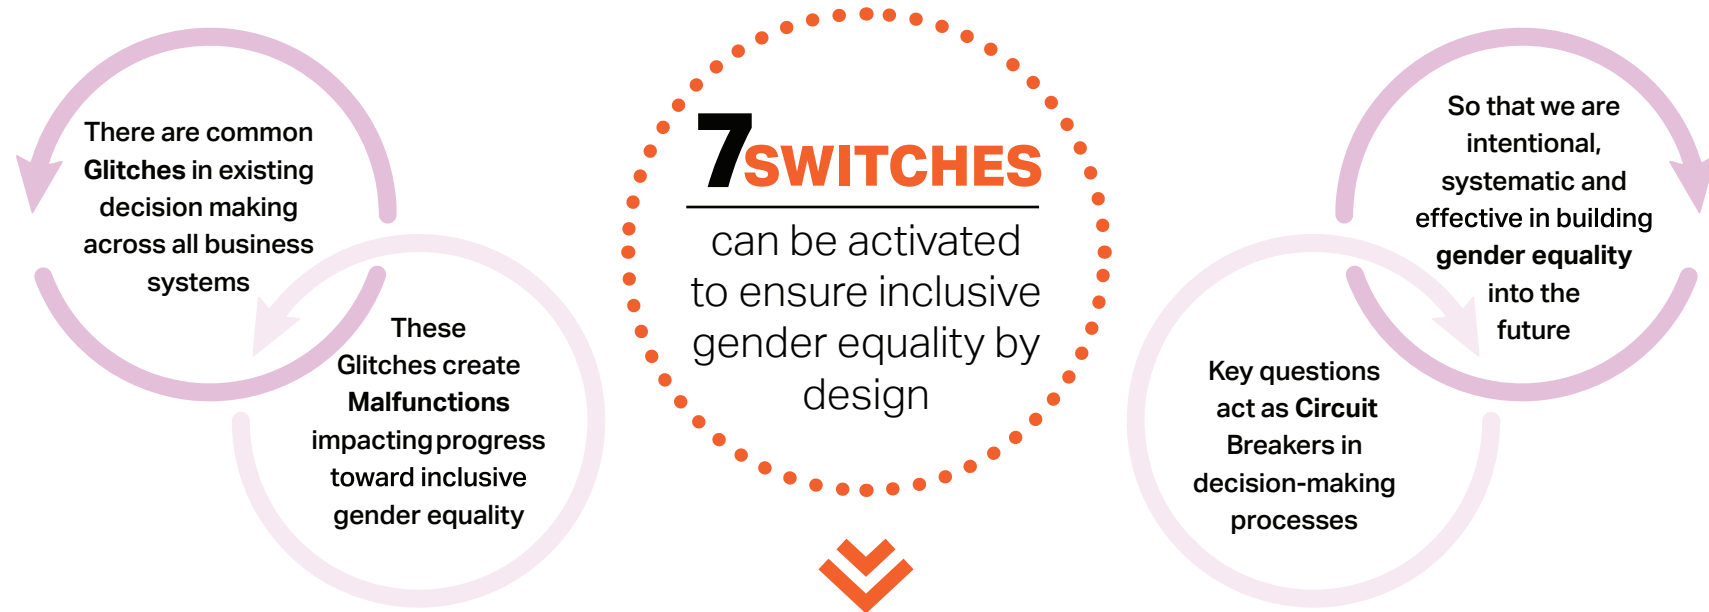 There are common
Glitches in existing
decision making
across all business
systems
These
Glitches create
Malfunctions
impacting progress
toward inclusive
gender equality
7 SWITCHES
can be activated
to ensure inclusive
gender equality by
design
Key questions
act as Circuit
Breakers in
decision-making
processes
So that we are
intentional,
systematic and
effective in building
gender equality
into the
future